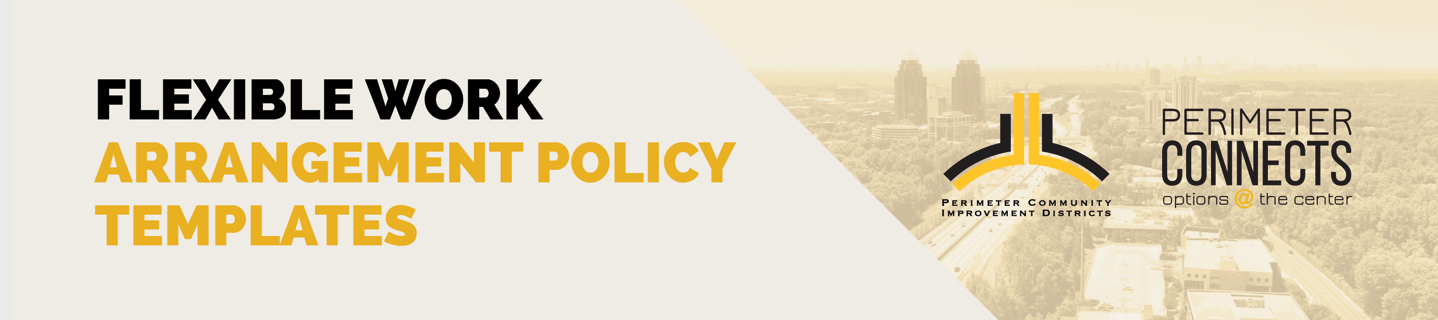 FLEXIBLE WORK
ARRANGEMENT POLICY
TEMPLATES
PERIMETER COMMUNITY
IMPROVEMENT DISTRICTS
PERIMETER
CONNECTS
options @ the center